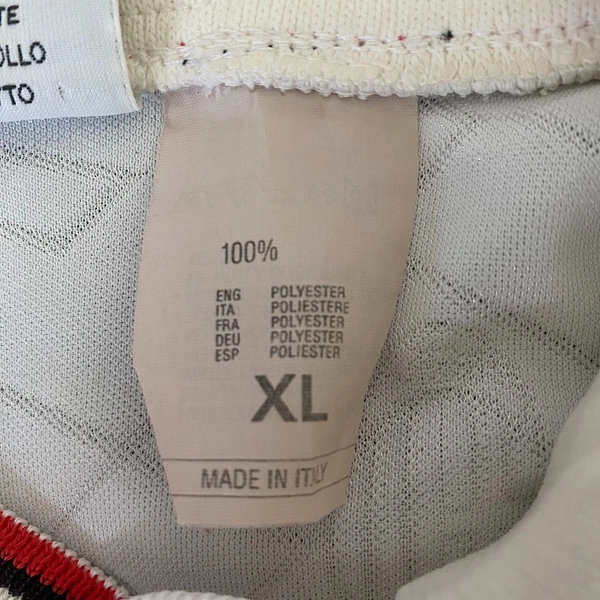 TE
OLLO
TTO
100%
ENG POLYESTER
ITA POLIESTERE
FRA POLYESTER
DEU POLYESTER
ESP POLIESTER
XL
MADE IN ITALY